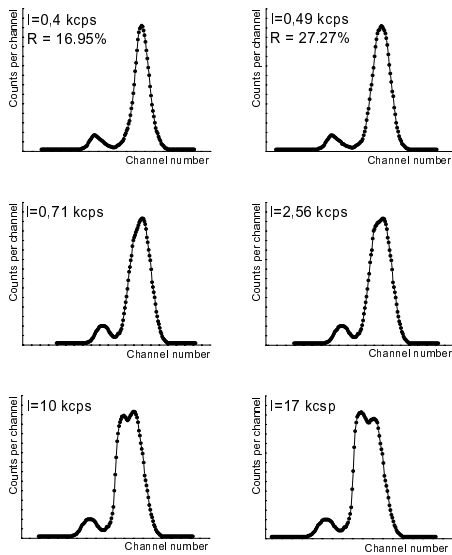 I=0,4 kcps
R = 16.95%
Counts per channel
Channel number
I=0,49 kcps
R = 27.27%
Counts per channel
Channel number
I=0,71 kcps
Counts per channel
Channel number
I=2,56 kcps
Counts per channel
Channel number
I=10 kcps
Counts per channel
Channel number
I=17 kcsp
Counts per channel
Channel number